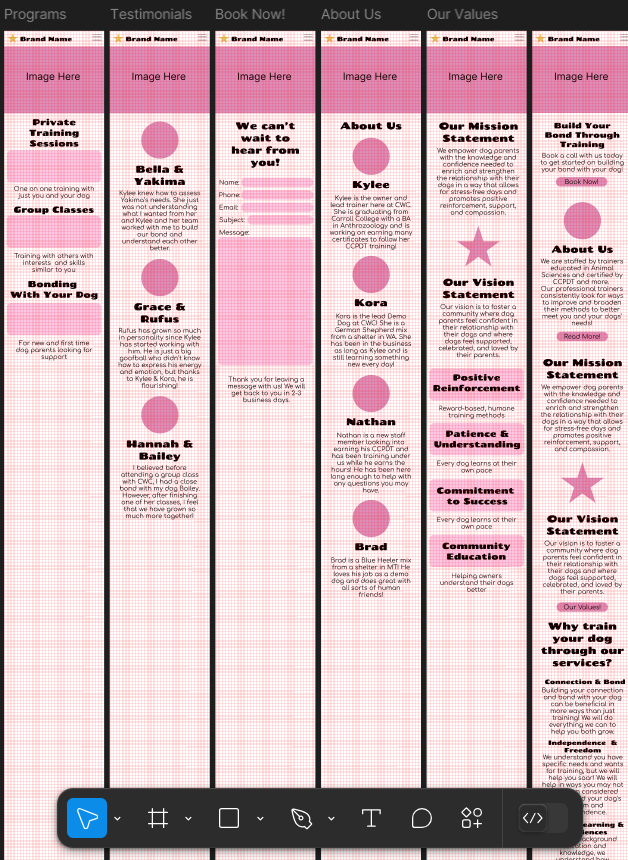 Programs
Brand Name
Image Here
Private
Training
Sessions
One on one training with
just you and your dog
Group Classes
Training with others with
interests and skills
similar to you
Bonding
With Your Dog
For new and first time
dog parents looking for
support
Testimonials
Brand Name
Image Here
Bella &
Yakima
Kylee knew how to assess
Yakima's needs. She just
was not understanding
what I wanted from her
and Kylee and her team
worked with me to build
our bond and
understand each other
better.
Grace &
Rufus
Rufus has grown so much
in personality since Kylee
has started working with
him. He is just a big
goofball who didn't know
how to express his energy
and emotion, but thanks
to Kylee & Kora, he is
flourishing!
Hannah &
Bailey
I believed before
attending a group class
with CWC, I had a close
bond with my dog Bailey.
However, after finishing
one of her classes, I feel
that we have grown so
much more together!
Book Now!
Brand Name
Image Here
We can't
wait to
hear from
you!
Name:
Phone:
Email:
Subject:
Message:
Thank you for leaving a
message with us! We will
get back to you in 2-3
business days.
About Us
Brand Name
Image Here
About Us
Kylee
Kylee is the owner and
lead trainer here at CWC.
She is graduating from
Carroll College with a BA
in Anthrozoology and is
working on earning many
certificates to follow her
CCPDT training!
Kora
Kora is the lead Demo
Dog at CWC! She is a
German Shepherd mix
from a shelter in WA. She
has been in the business
as long as Kylee and is
still learning something
new every day!
Nathan
Nathan is a new staff
member looking into
earning his CCPDT and
has been training under
us while he earns the
hours! He has been here
long enough to help with
any questions you may
have.
Brad
Brad is a Blue Heeler mix
from a shelter in MT! He
loves his job as a demo
dog and does great with
all sorts of human
friends!
Our Values
Brand Name
Image Here
Our Mission
Statement
We empower dog parents
with the knowledge and
confidence needed to
enrich and strengthen
the relationship with their
dogs in a way that allows
for stress-free days and
promotes positive
reinforcement, support,
and compassion.
Our Vision
Statement
Our vision is to foster a
community where dog
parents feel confident in
their relationship with
their dogs and where
dogs feel supported,
celebrated, and loved by
their parents.
Positive
Reinforcement
Reward-based, humane
training methods
Patience &
Understanding
Every dog learns at their
own pace
Commitment
to Success
Every dog learns at their
own pace
Community
Education
Helping owners
understand their dogs
better
Brand Name
Image Here
Build Your
Bond Through
Training
Book a call with us today
to get started on building
your bond with your dog!
Book Now!
About Us
We are staffed by trainers
educated in Animal
Sciences and certified by
CCPDT and more.
Our professional trainers
consistently look for ways
to improve and broaden
their methods to better
meet you and your dogs'
needs!
Read More!
Our Mission
Statement
We empower dog parents
with the knowledge and
confidence needed to
enrich and strengthen
the relationship with their
dogs in a way that allows
for stress-free days and
promotes positive
reinforcement, support,
and compassion.
Our Vision
Statement
Our vision is to foster a
community where dog
parents feel confident in
their relationship with
their dogs and where
dogs feel supported,
celebrated, and loved by
their parents.
Our Values!
Why train
your dog
through our
services?
Connection & Bond
Building your connection
and bond with your dog
can be beneficial in
more ways than just
training! We will do
everything we can to
help you both grow.
Independence &
Freedom
We understand you have
specific needs and wants
for training, but we will
help you soar! We will
help in ways you may not
considered
your dog's
and
T